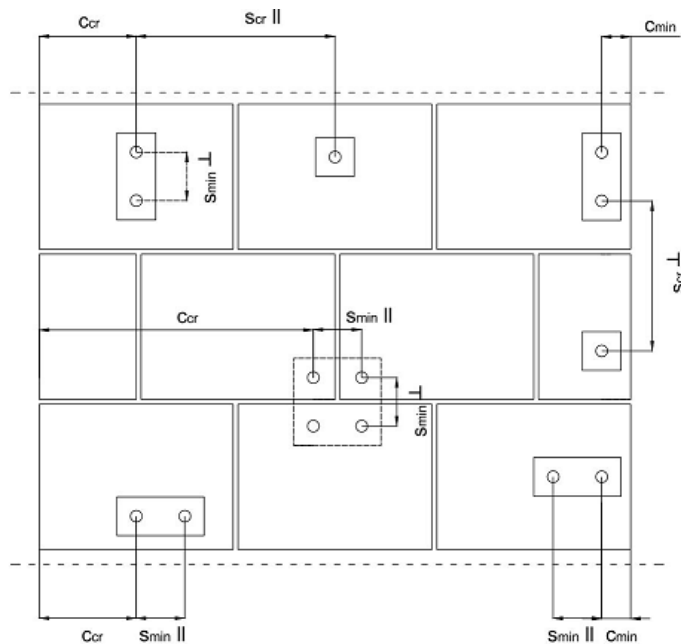 Ccr
Scr II
Cmin
Smin ⊥
Scr ⊥
Ccr
Smin II
Smin ⊥
Ccr
Smin II
Smin II
Cmin